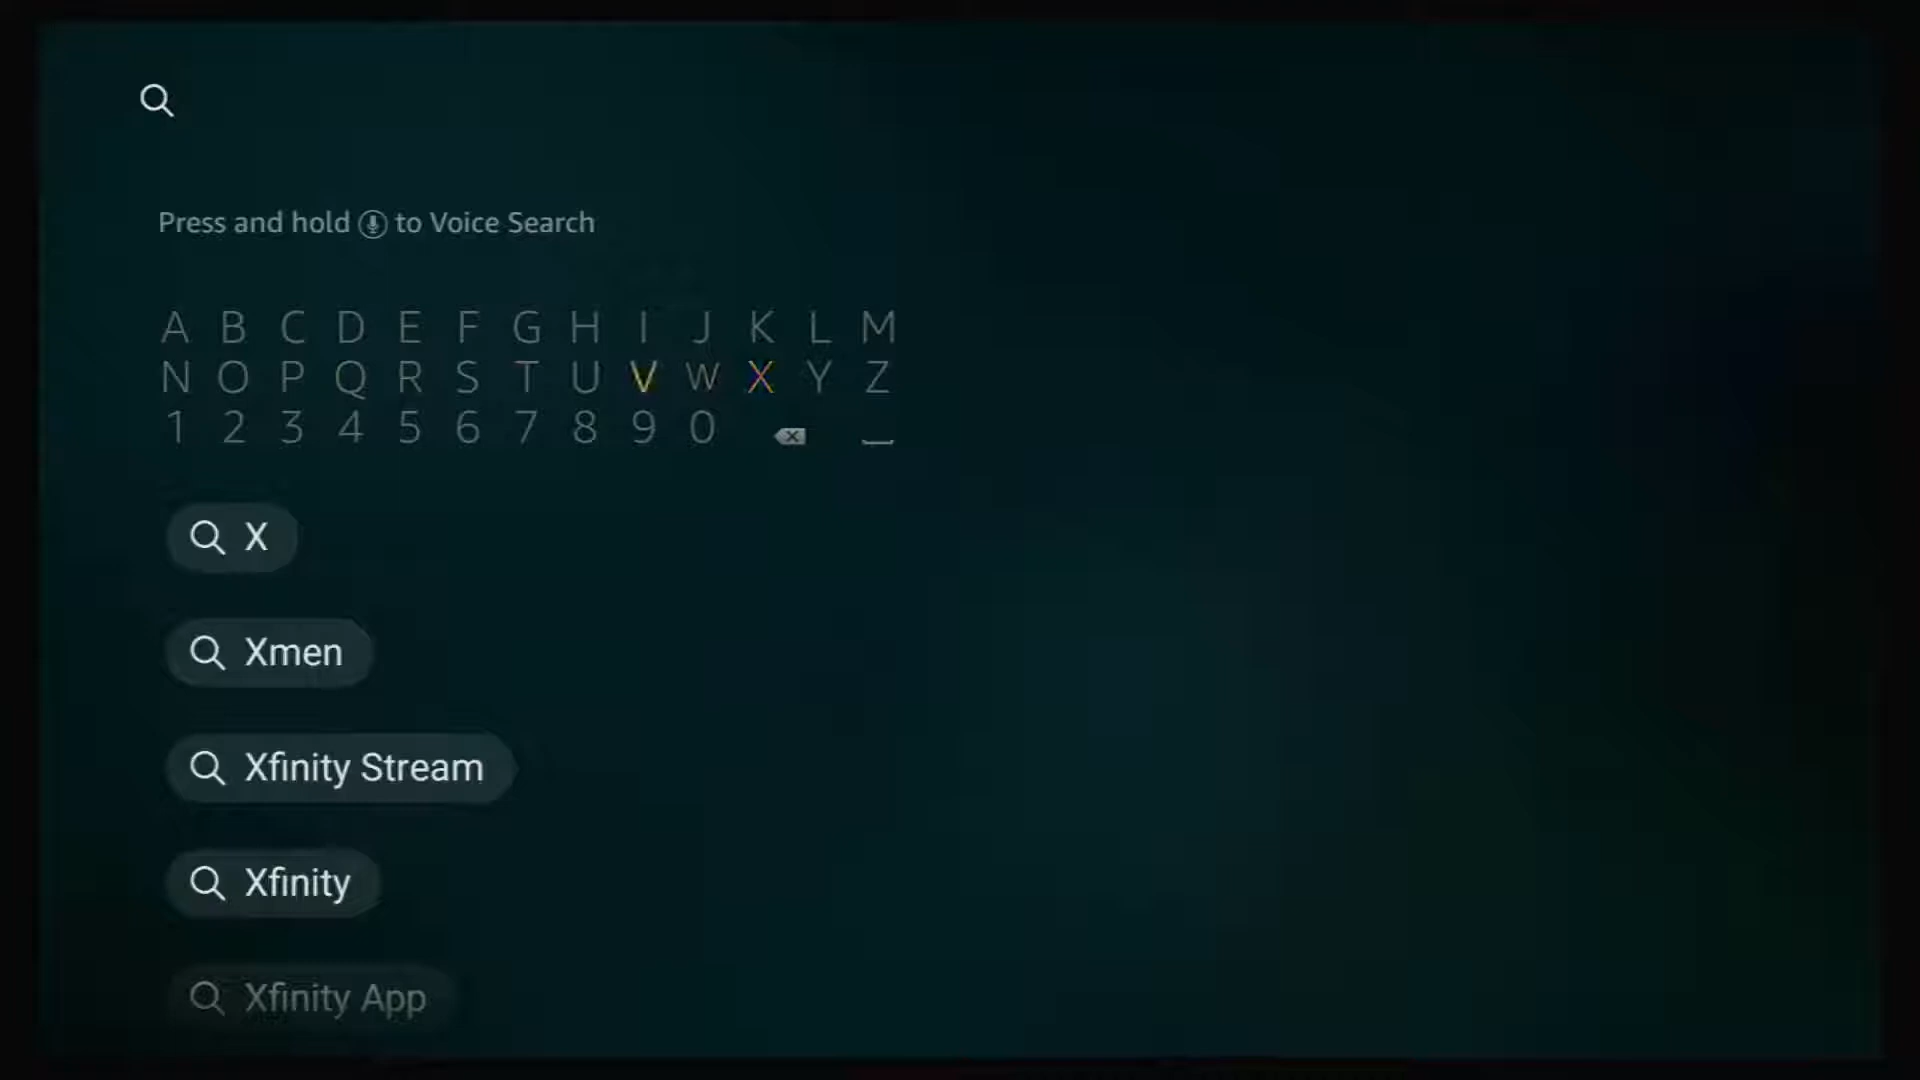 Press and hold to Voice Search
A B C D E F G H I J K L M
N O P Q R S T U V W X Y Z
1 2 3 4 5 6 7 8 9 0
X
Xmen
Xfinity Stream
Xfinity
Xfinity App